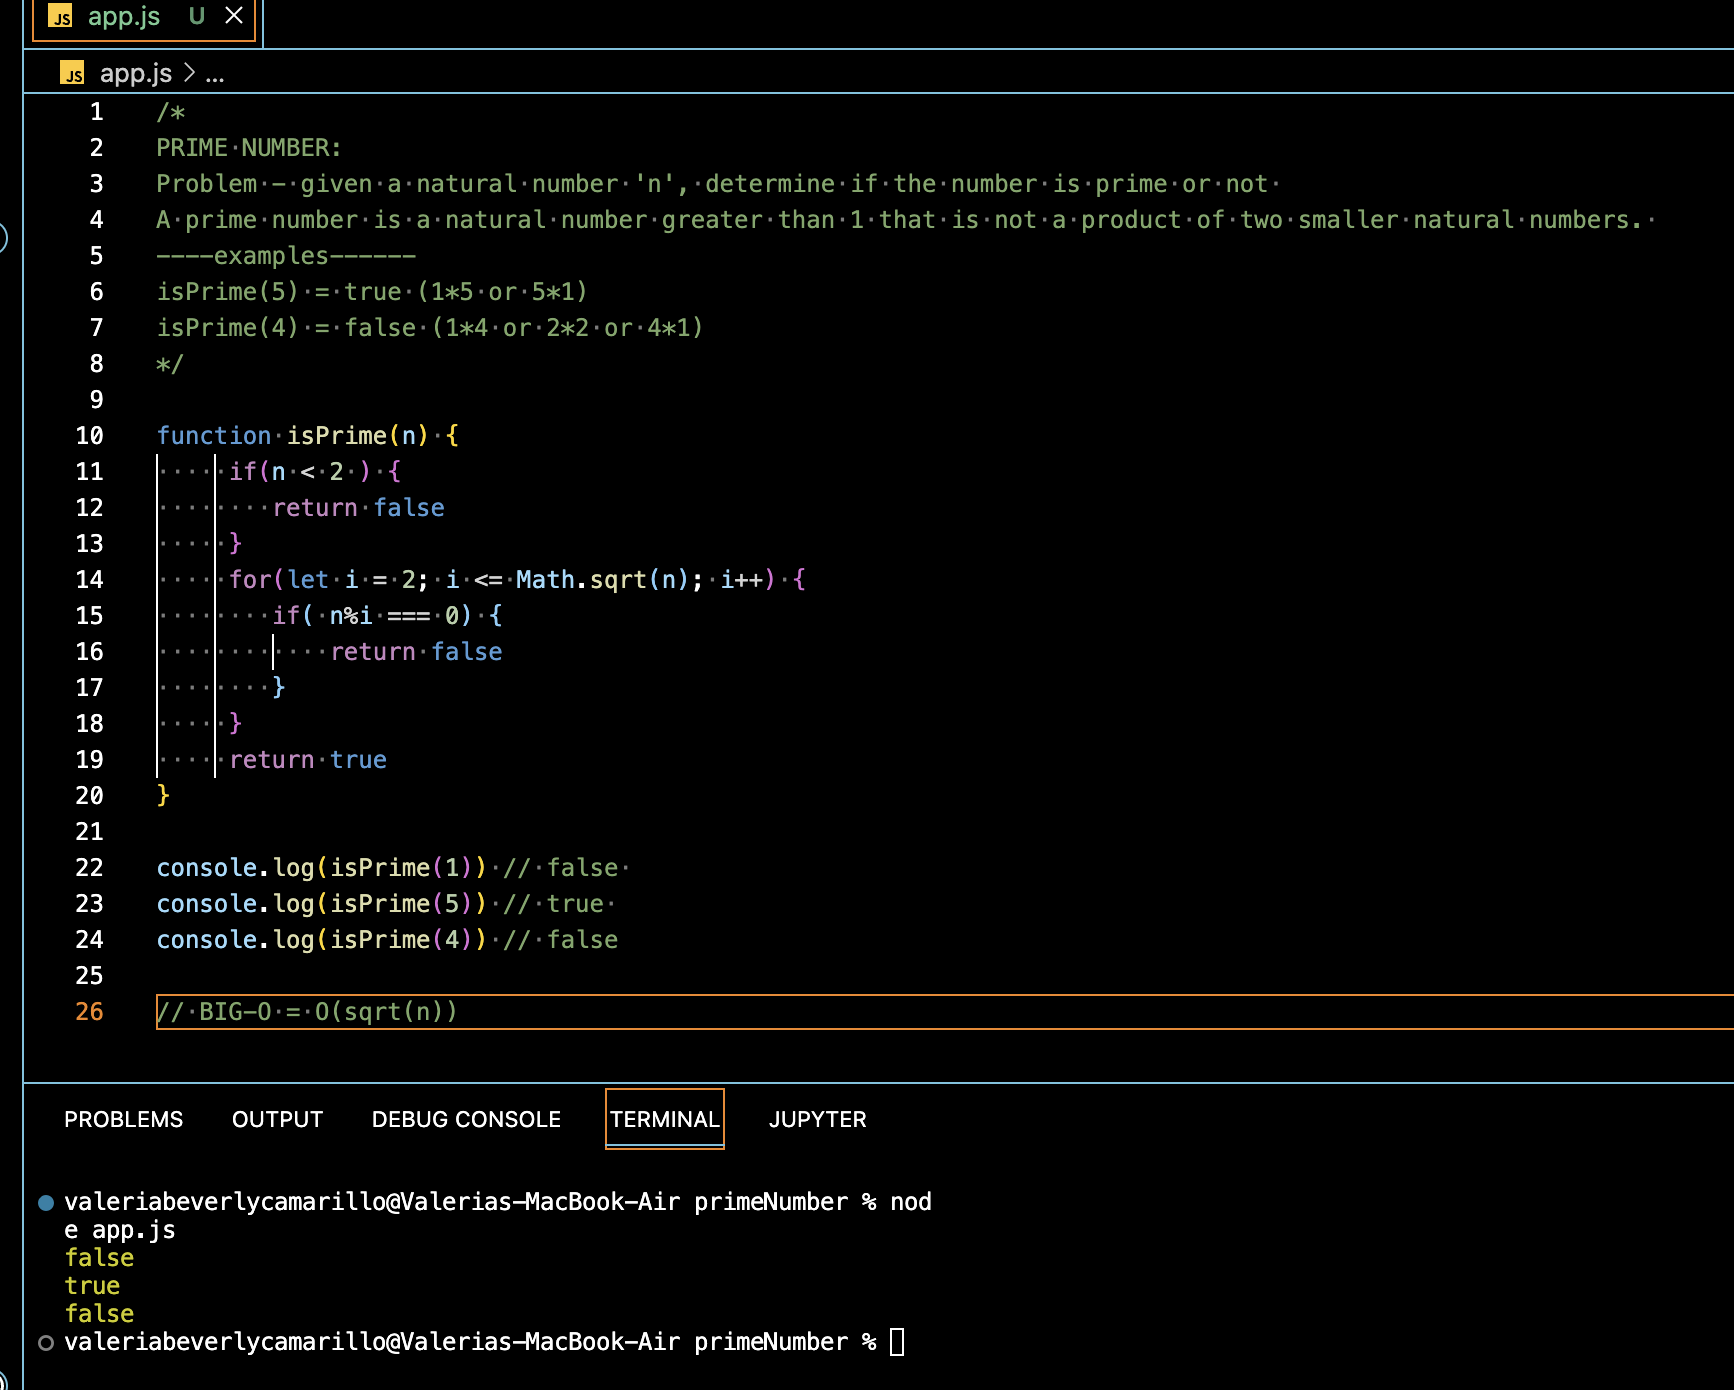 JS app.js U
JS app.js > ...
1 /*
2 PRIME NUMBER:
3 Problem - given a natural number 'n', determine if the number is prime or not
4 A prime number is a natural number greater than 1 that is not a product of two smaller natural numbers.
5 ----examples------
6 isPrime(5) = true (1*5 or 5*1)
7 isPrime(4) = false (1*4 or 2*2 or 4*1)
8 */
9
10 function isPrime(n) {
11 if(n < 2 ) {
12 return false
13 }
14 for(let i = 2; i <= Math.sqrt(n); i++) {
15 if( n%i === 0) {
16 return false
17 }
18 }
19 return true
20 }
21
22 console.log(isPrime(1)) // false
23 console.log(isPrime(5)) // true
24 console.log(isPrime(4)) // false
25
26 // BIG-O = O(sqrt(n))
PROBLEMS OUTPUT DEBUG CONSOLE TERMINAL JUPYTER
valeriabeverlycamarillo@Valerias-MacBook-Air primeNumber % nod
e app.js
false
true
false
valeriabeverlycamarillo@Valerias-MacBook-Air primeNumber %